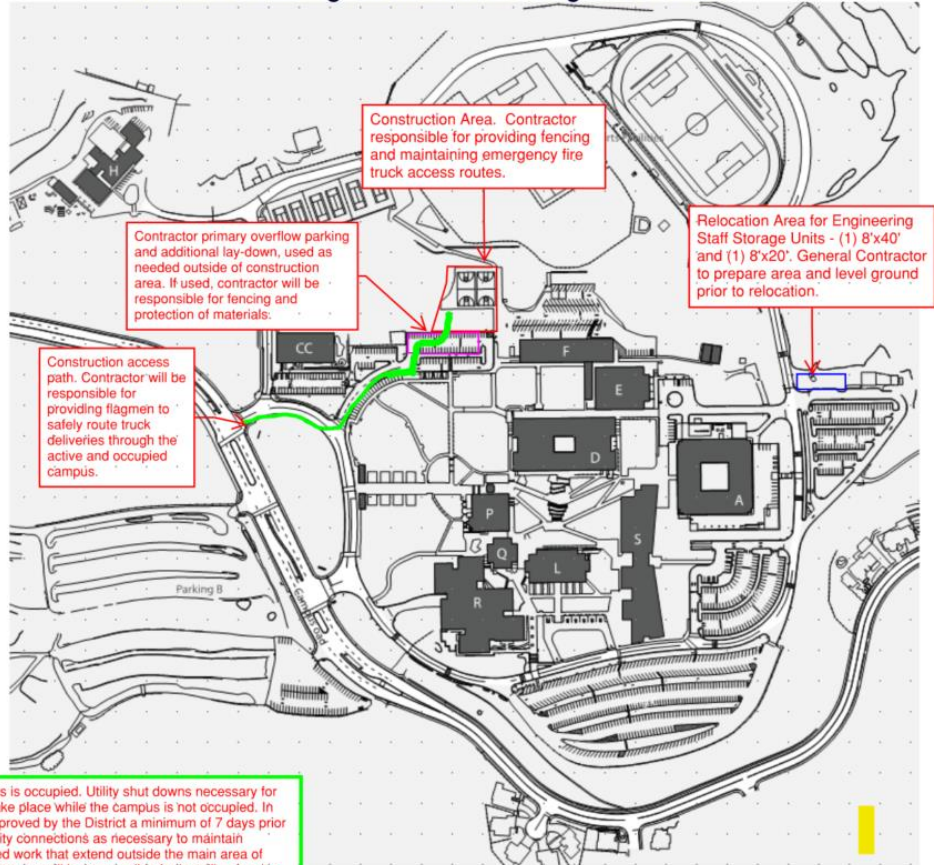 Construction Area. Contractor
responsible for providing fencing
and maintaining emergency fire
truck access routes.
H
Contractor primary overflow parking
and additional lay-down, used as
needed outside of construction
area. If used, contractor will be
responsible for fencing and
protection of materials.
Relocation Area for Engineering
Staff Storage Units - (1) 8'x40'
and (1) 8'x20'. General Contractor
to prepare area and level ground
prior to relocation.
Construction access
path. Contractor will be
responsible for
providing flagmen to
safely route truck
deliveries through the
active and occupied
campus.
CC
F
E
D
A
P
S
Q
L
R
Parking B
s is occupied. Utility shut downs necessary for
ke place while the campus is not occupied. In
proved by the District a minimum of 7 days prior
ity connections as necessary to maintain
ed work that extend outside the main area of